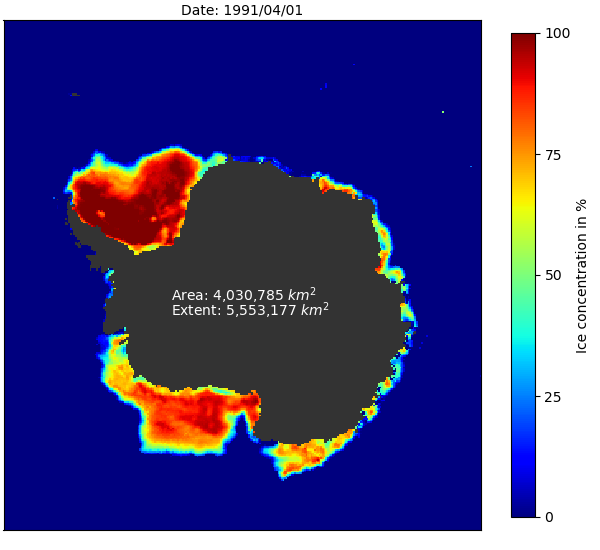 Date: 1991/04/01
100
75
50
25
0
Ice concentration in %
Area: 4,030,785 km²
Extent: 5,553,177 km²